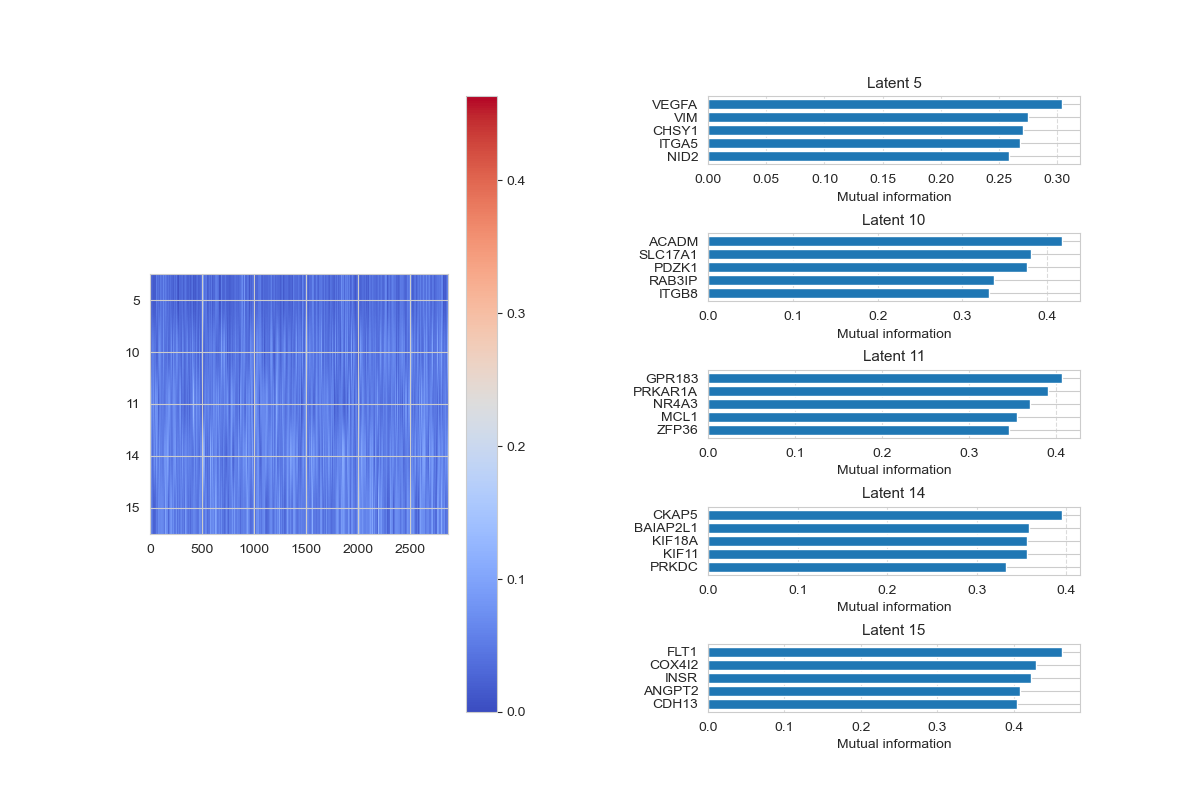 5
10
11
14
15
0 500 1000 1500 2000 2500
0.4
0.3
0.2
0.1
0.0
Latent 5
VEGFA
VIM
CHSY1
ITGA5
NID2
0.00 0.05 0.10 0.15 0.20 0.25 0.30
Mutual information
Latent 10
ACADM
SLC17A1
PDZK1
RAB3IP
ITGB8
0.0 0.1 0.2 0.3 0.4
Mutual information
Latent 11
GPR183
PRKAR1A
NR4A3
MCL1
ZFP36
0.0 0.1 0.2 0.3 0.4
Mutual information
Latent 14
CKAP5
BAIAP2L1
KIF18A
KIF11
PRKDC
0.0 0.1 0.2 0.3 0.4
Mutual information
Latent 15
FLT1
COX4I2
INSR
ANGPT2
CDH13
0.0 0.1 0.2 0.3 0.4
Mutual information